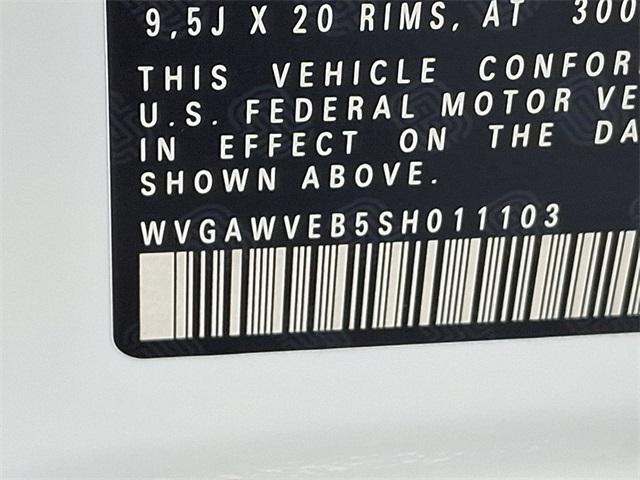 9,5J X 20 RIMS, AT 300
THIS VEHICLE CONFOR
U.S. FEDERAL MOTOR VE
IN EFFECT ON THE DA
SHOWN ABOVE.
WVGAWVEB5SH011103